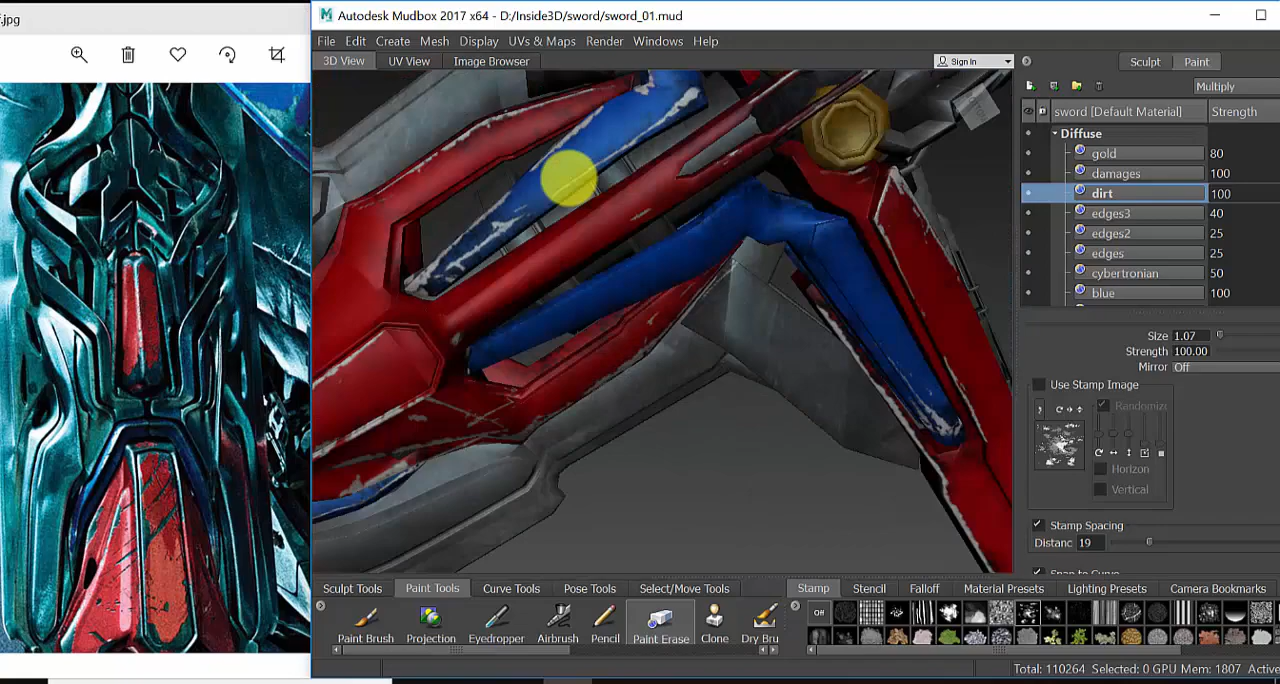 f.jpg
Autodesk Mudbox 2017 x64 - D:/Inside3D/sword/sword_01.mud
File Edit Create Mesh Display UVs & Maps Render Windows Help
3D View UV View Image Browser Sign In
Sculpt Paint
Multiply
sword [Default Material] Strength
Diffuse
gold 80
damages 100
dirt 100
edges3 40
edges2 25
edges 25
cybertronian 50
blue 100
Size 1.07
Strength 100.00
Mirror Off
Use Stamp Image
Randomize
Horizon
Vertical
Stamp Spacing
Distanc 19
Snap to Curve
Sculpt Tools Paint Tools Curve Tools Pose Tools Select/Move Tools Stamp Stencil Falloff Material Presets Lighting Presets Camera Bookmarks
Off
Paint Brush Projection Eyedropper Airbrush Pencil Paint Erase Clone Dry Bru
Total: 110264 Selected: 0 GPU Mem: 1807 Active